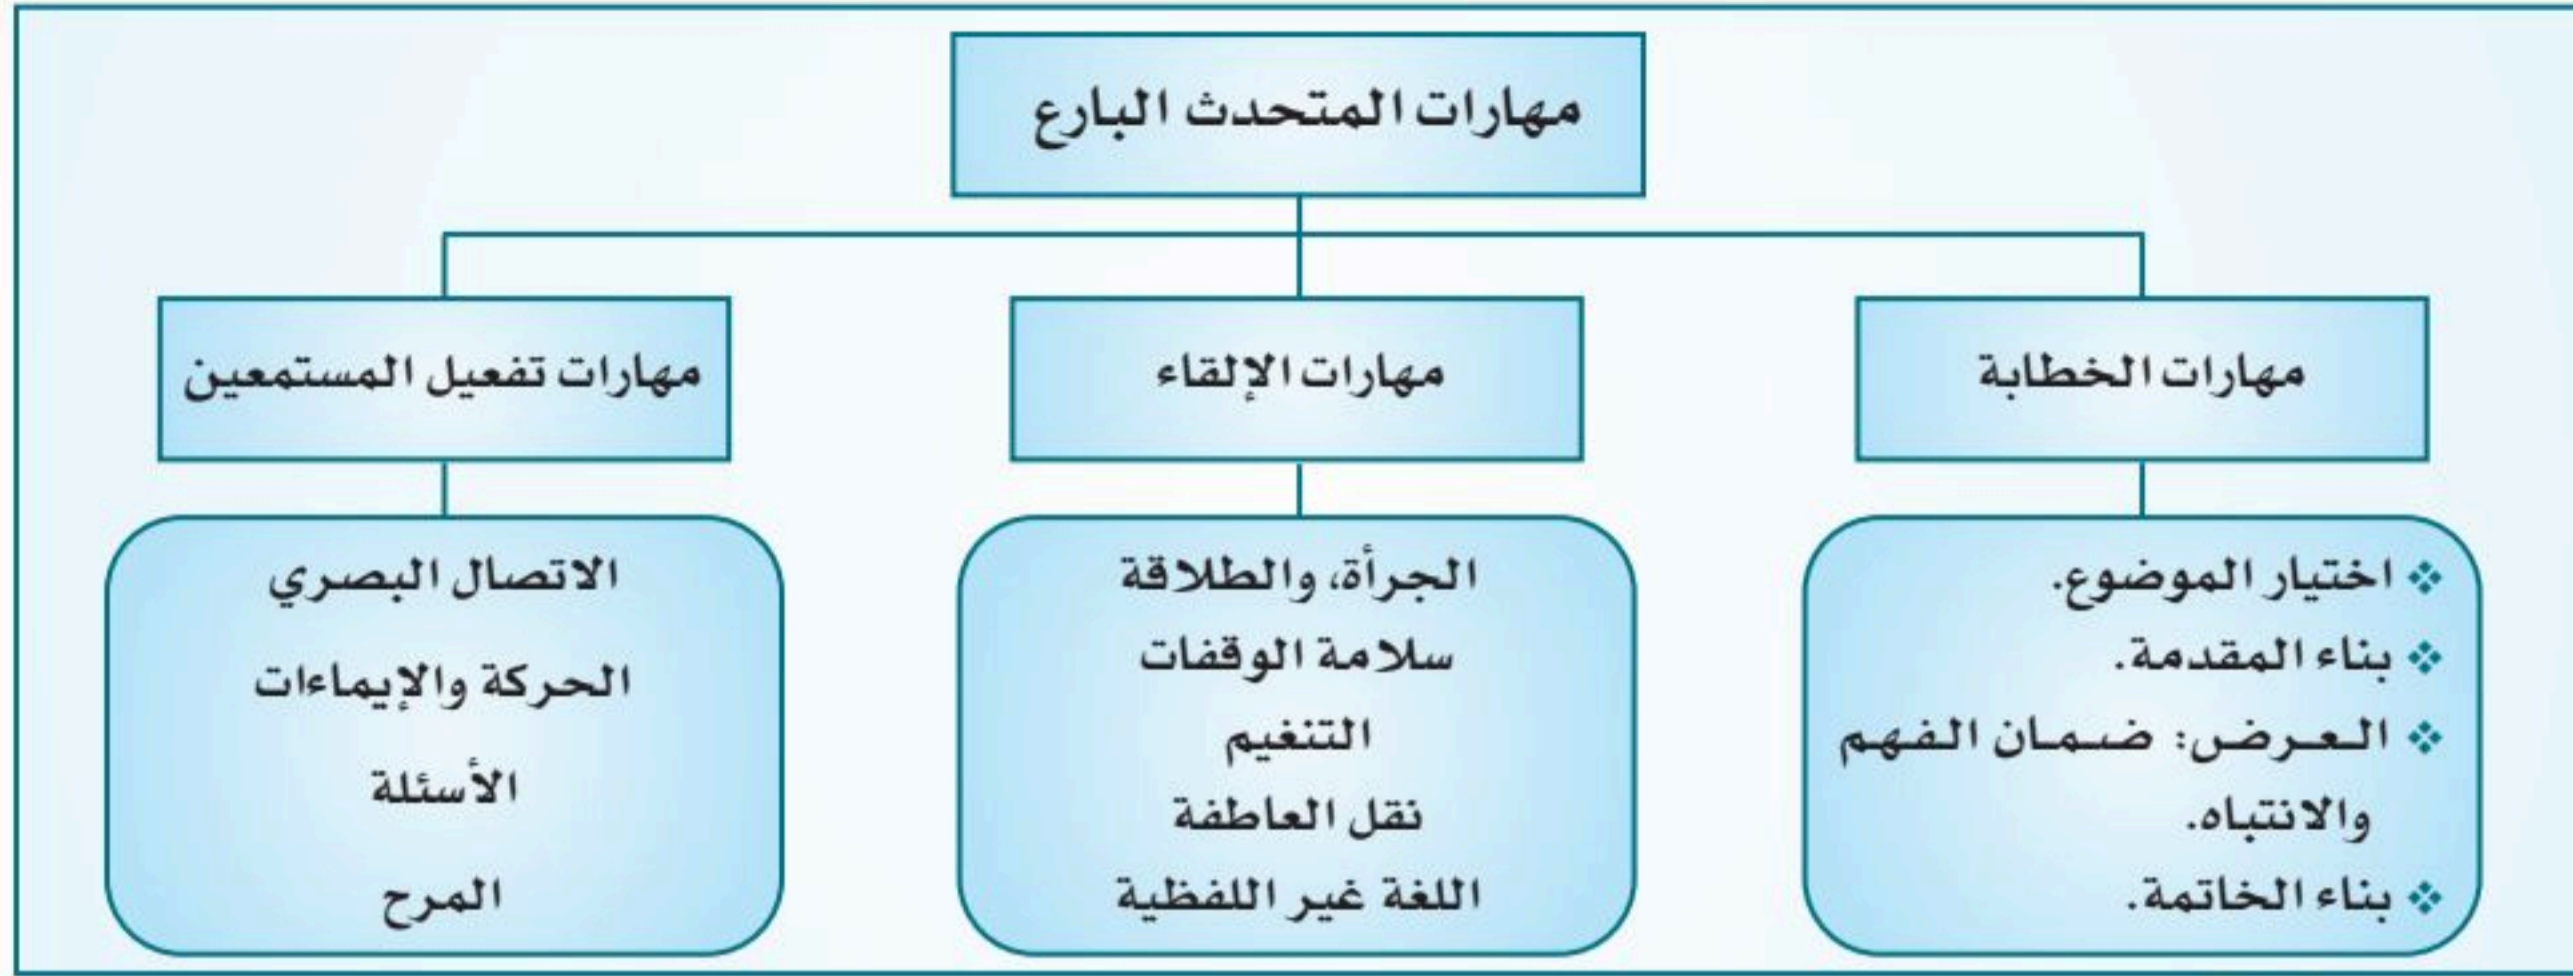 مهارات المتحدث البارع
مهارات الخطابة
❖ اختيار الموضوع.
❖ بناء المقدمة.
❖ العرض: ضمان الفهم
والانتباه.
❖ بناء الخاتمة.
مهارات الإلقاء
الجرأة، والطلاقة
سلامة الوقفات
التنغيم
نقل العاطفة
اللغة غير اللفظية
مهارات تفعيل المستمعين
الاتصال البصري
الحركة والإيماءات
الأسئلة
المرح